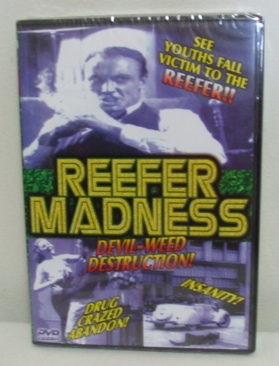 SEE
YOUTHS FALL
VICTIM TO THE
REEFER!!
REEFER
MADNESS
DEVIL-WEED
DESTRUCTION!
INSANITY!
DRUG
CRAZED
ABANDON!
DVD